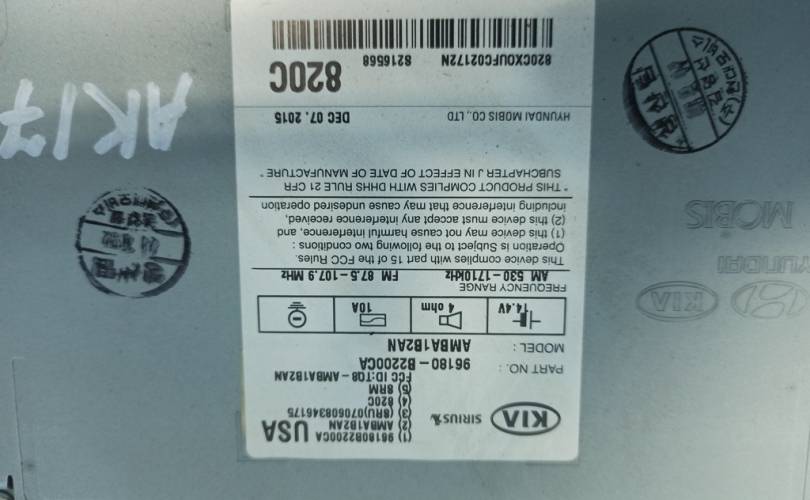 KIA SIRIUS USA
(1) 96180B2200CA
(2) AMBA1B2AN
(3) (8RU)070608346175
(4) 820C
(5) 8RM
FCC ID:TQ8-AMBA1B2AN
PART NO. : 96180-B2200CA
MODEL : AMBA1B2AN
14.4V 4 ohm 10A
FREQUENCY RANGE
AM 530-1710kHz FM 87.5-107.9 MHz
This device complies with part 15 of the FCC Rules.
Operation is subject to the following two conditions :
(1) this device may not cause harmful interference, and
(2) this device must accept any interference received,
including interference that may cause undesired operation
" THIS PRODUCT COMPLIES WITH DHHS RULE 21 CFR
SUBCHAPTER J IN EFFECT OF DATE OF MANUFACTURE "
HYUNDAI MOBIS CO., LTD DEC 07. 2015
820C
820CXOUFC02172N 8216568
HYUNDAI KIA
MOBIS
AK17